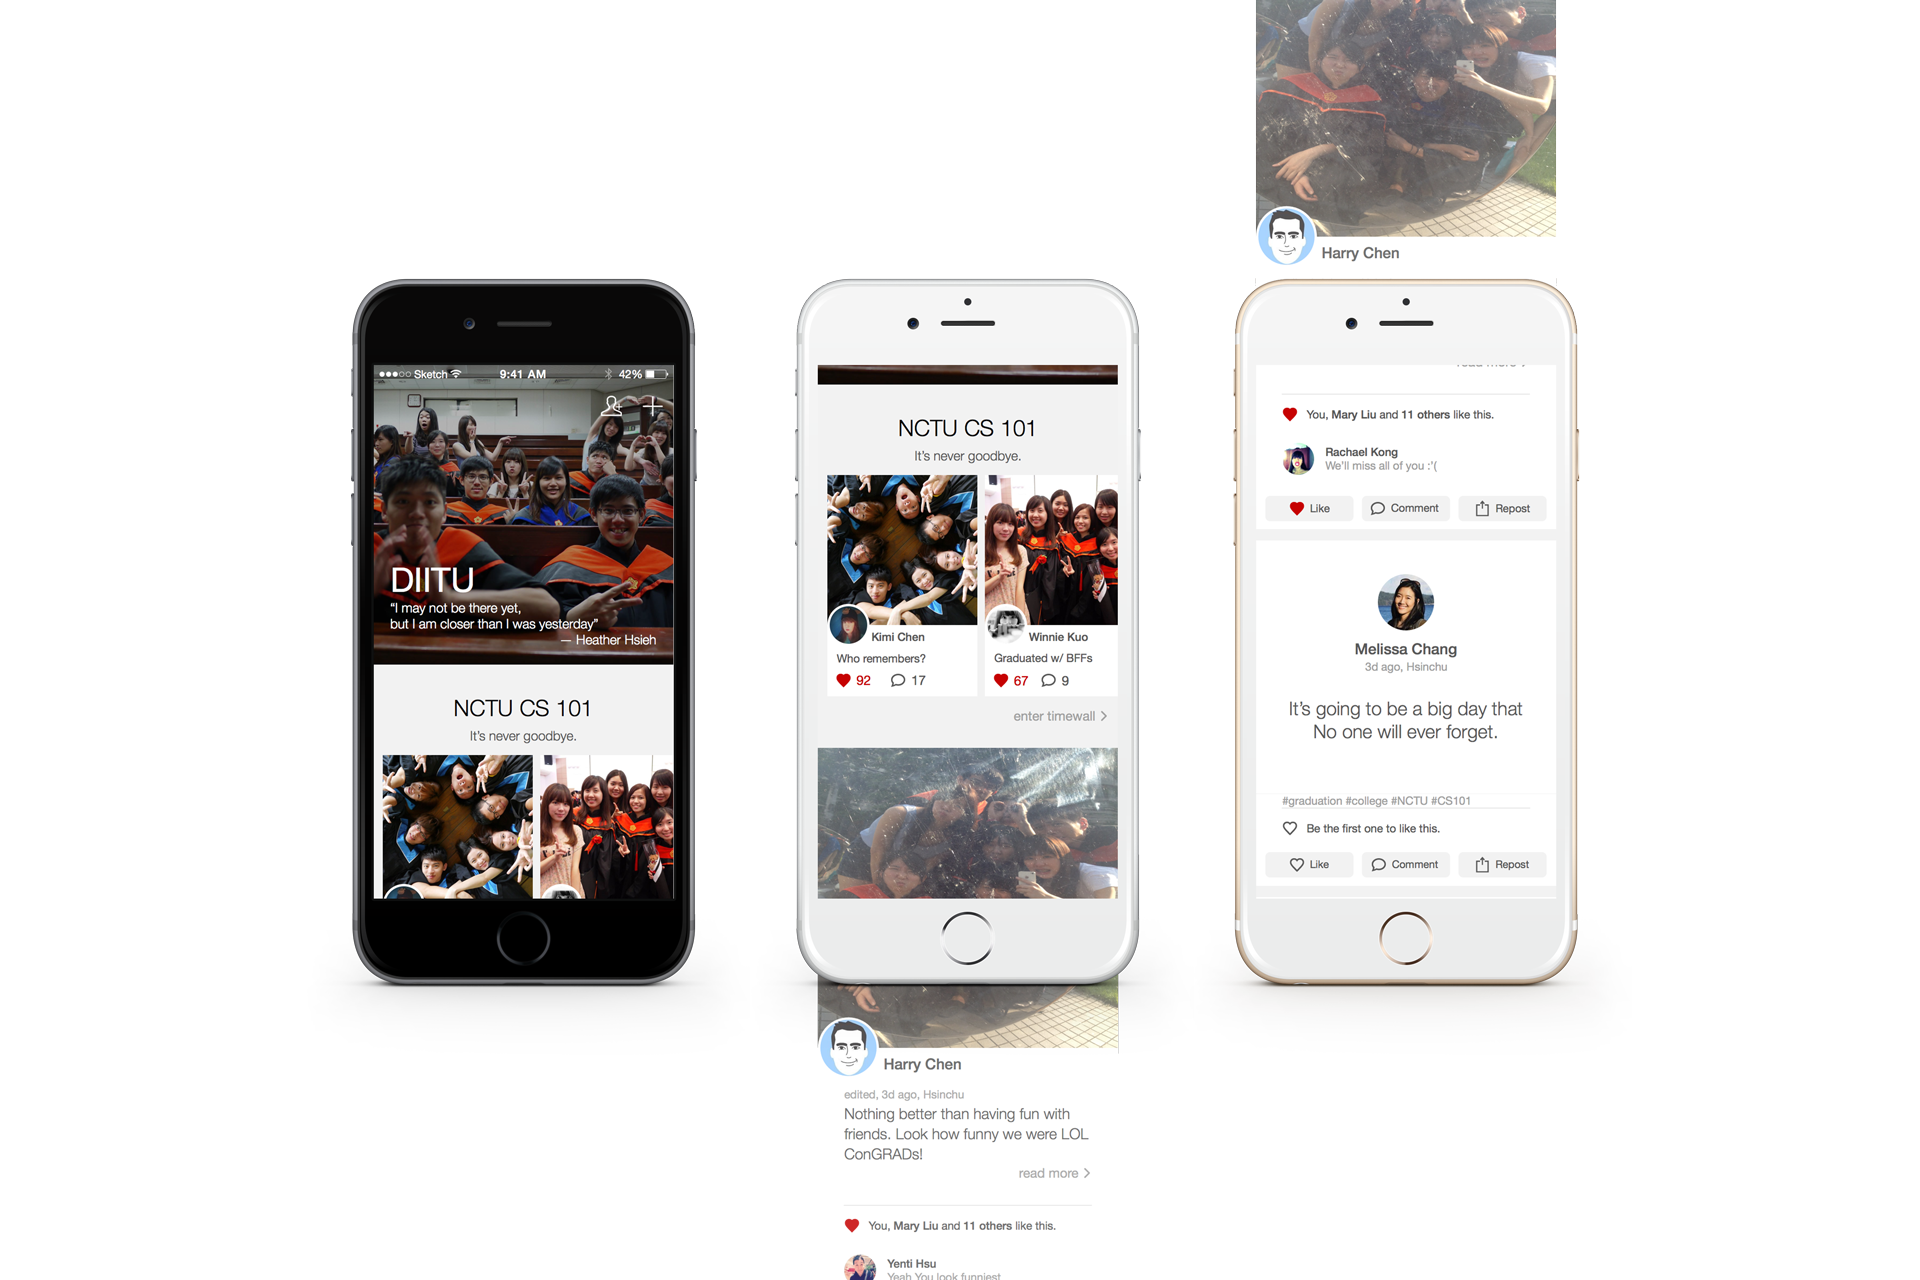 Sketch
9:41 AM
42%
DIITU
“I may not be there yet,
but I am closer than I was yesterday”
— Heather Hsieh
NCTU CS 101
It’s never goodbye.
NCTU CS 101
It’s never goodbye.
Kimi Chen
Who remembers?
92
17
Winnie Kuo
Graduated w/ BFFs
67
9
enter timewall >
Harry Chen
edited, 3d ago, Hsinchu
Nothing better than having fun with
friends. Look how funny we were LOL
ConGRADs!
read more >
You, Mary Liu and 11 others like this.
Yenti Hsu
Yeah You look funniest
Harry Chen
read more
You, Mary Liu and 11 others like this.
Rachael Kong
We’ll miss all of you :’(
Like
Comment
Repost
Melissa Chang
3d ago, Hsinchu
It’s going to be a big day that
No one will ever forget.
#graduation #college #NCTU #CS101
Be the first one to like this.
Like
Comment
Repost